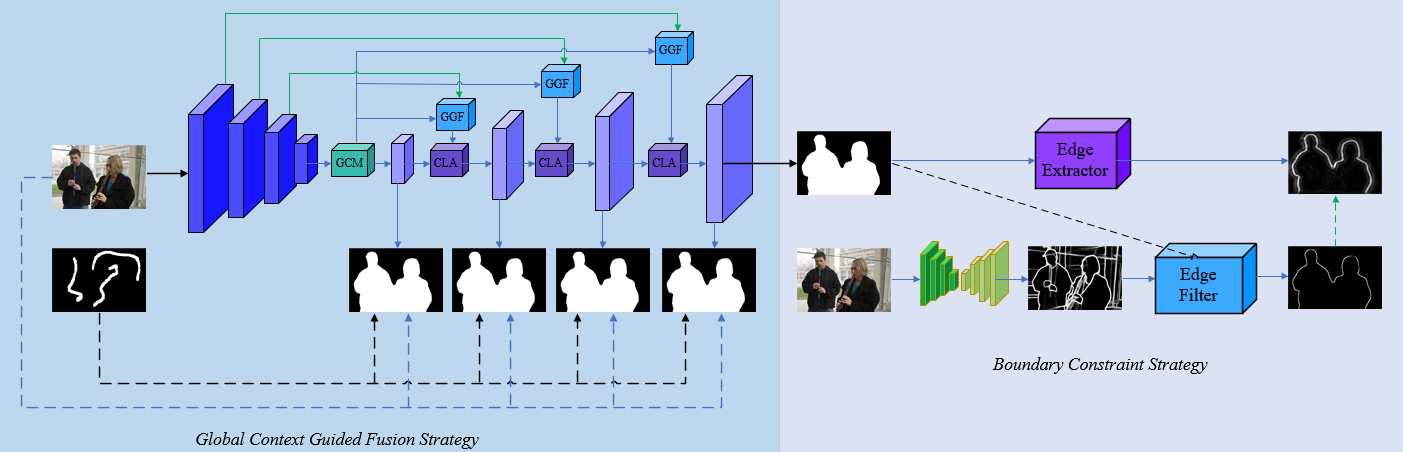 GGF
GGF
GGF
GCM
CLA
CLA
CLA
Edge
Extractor
Edge
Filter
Boundary Constraint Strategy
Global Context Guided Fusion Strategy